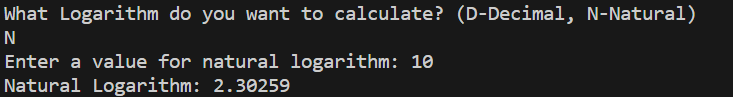 What Logarithm do you want to calculate? (D-Decimal, N-Natural)
N
Enter a value for natural logarithm: 10
Natural Logarithm: 2.30259